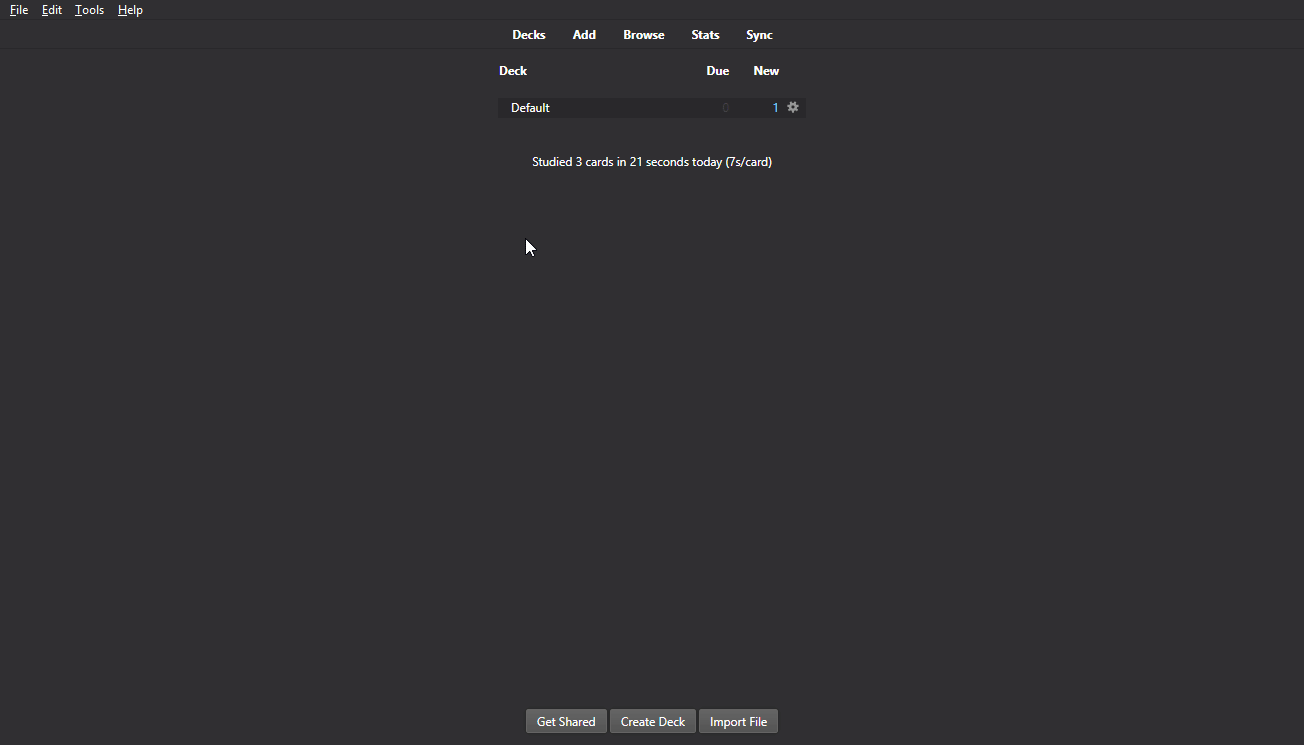 File Edit Tools Help
Decks Add Browse Stats Sync
Deck Due New
Default 0 1
Studied 3 cards in 21 seconds today (7s/card)
Get Shared Create Deck Import File